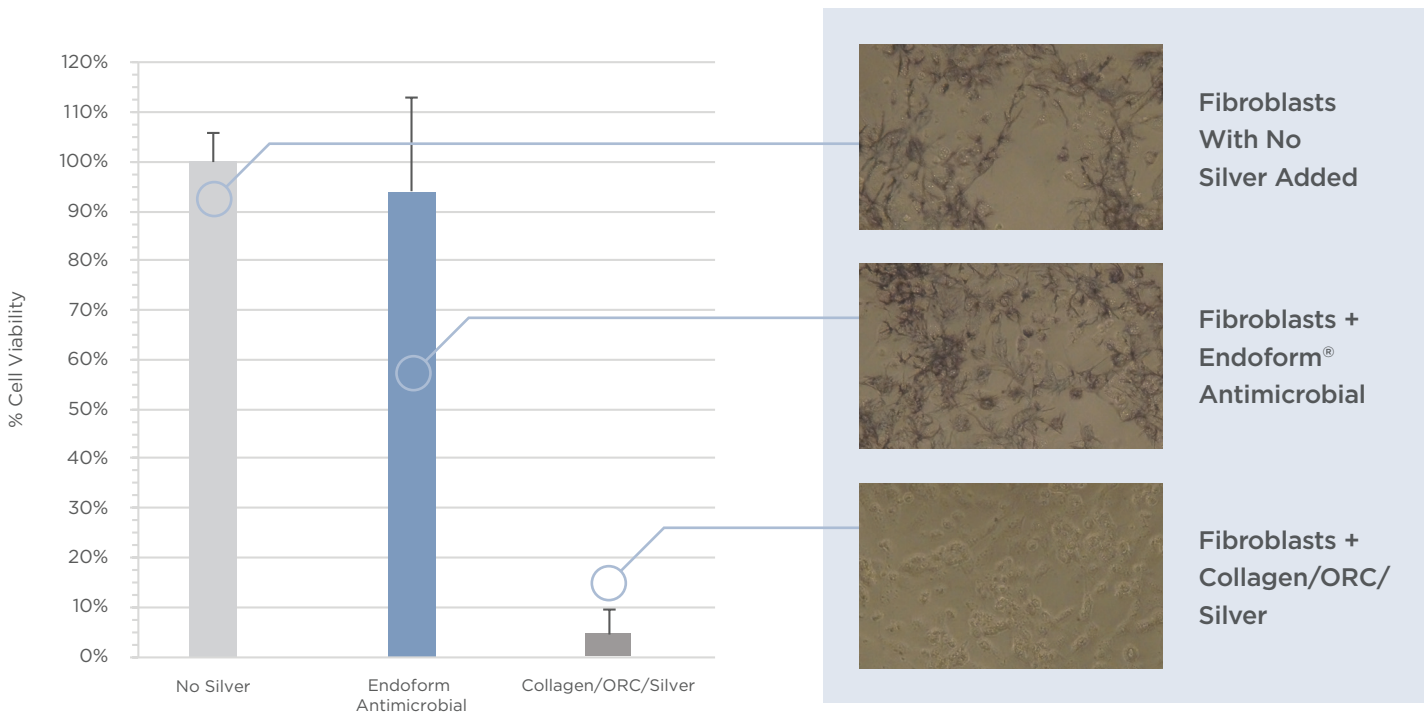 % Cell Viability
120%
110%
100%
90%
80%
70%
60%
50%
40%
30%
20%
10%
0%
No Silver
Endoform
Antimicrobial
Collagen/ORC/Silver
Fibroblasts
With No
Silver Added
Fibroblasts +
Endoform®
Antimicrobial
Fibroblasts +
Collagen/ORC/
Silver